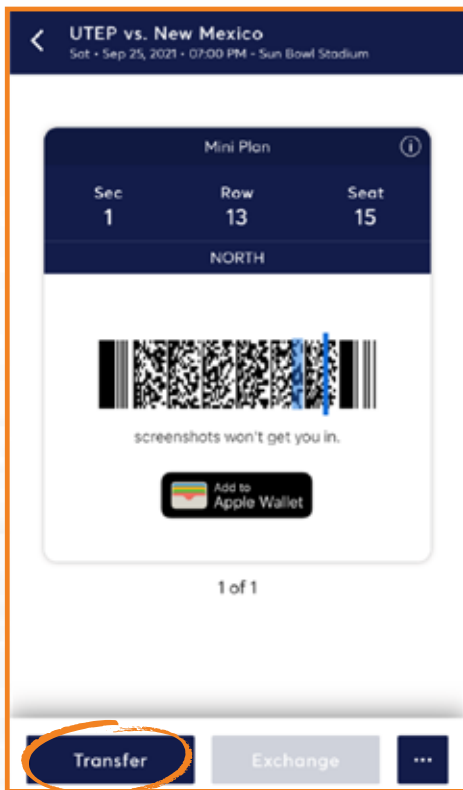 UTEP vs. New Mexico
Sat • Sep 25, 2021 • 07:00 PM - Sun Bowl Stadium
Mini Plan
Sec Row Seat
1 13 15
NORTH
screenshots won't get you in.
Add to
Apple Wallet
1 of 1
Transfer Exchange ...